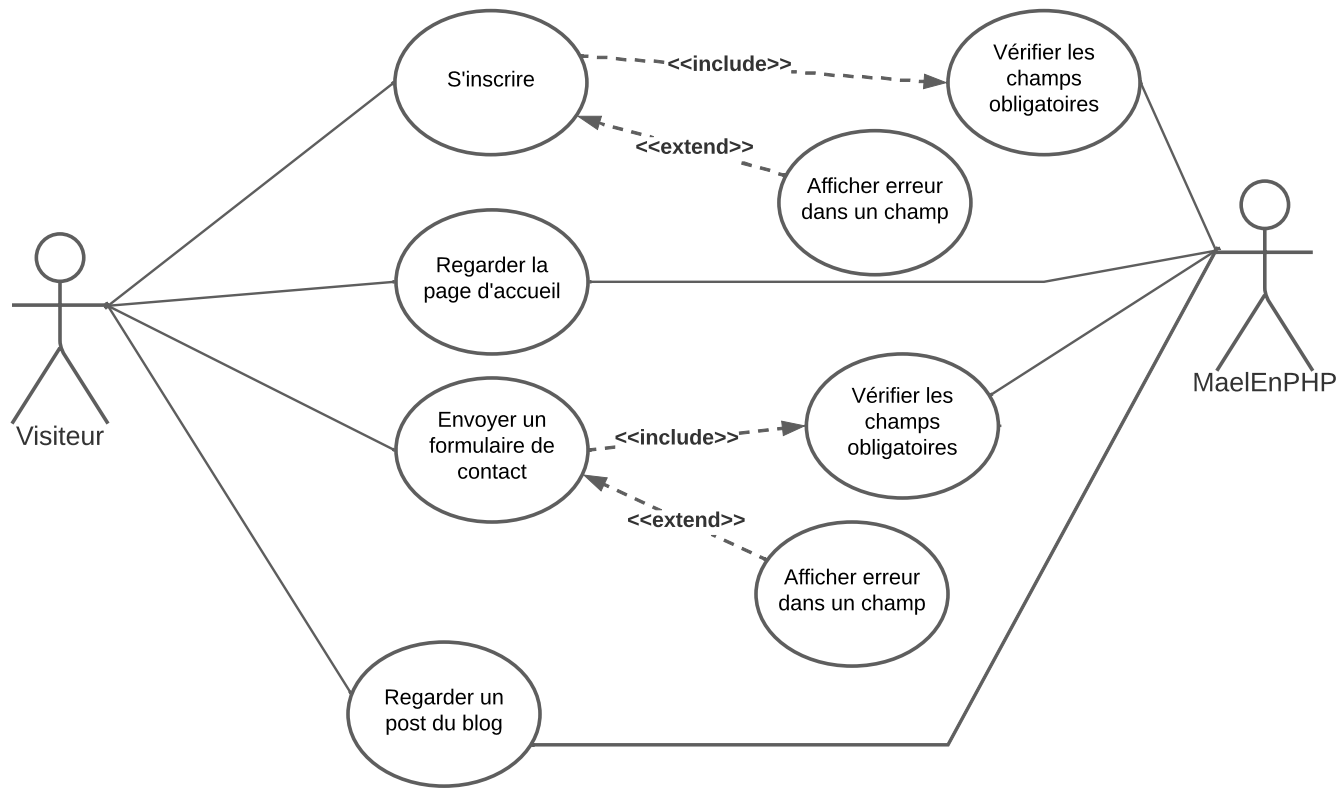 S'inscrire
<<include>>
Vérifier les
champs
obligatoires
<<extend>>
Afficher erreur
dans un champ
Regarder la
page d'accueil
Visiteur
MaelEnPHP
Envoyer un
formulaire de
contact
<<include>>
Vérifier les
champs
obligatoires
<<extend>>
Afficher erreur
dans un champ
Regarder un
post du blog